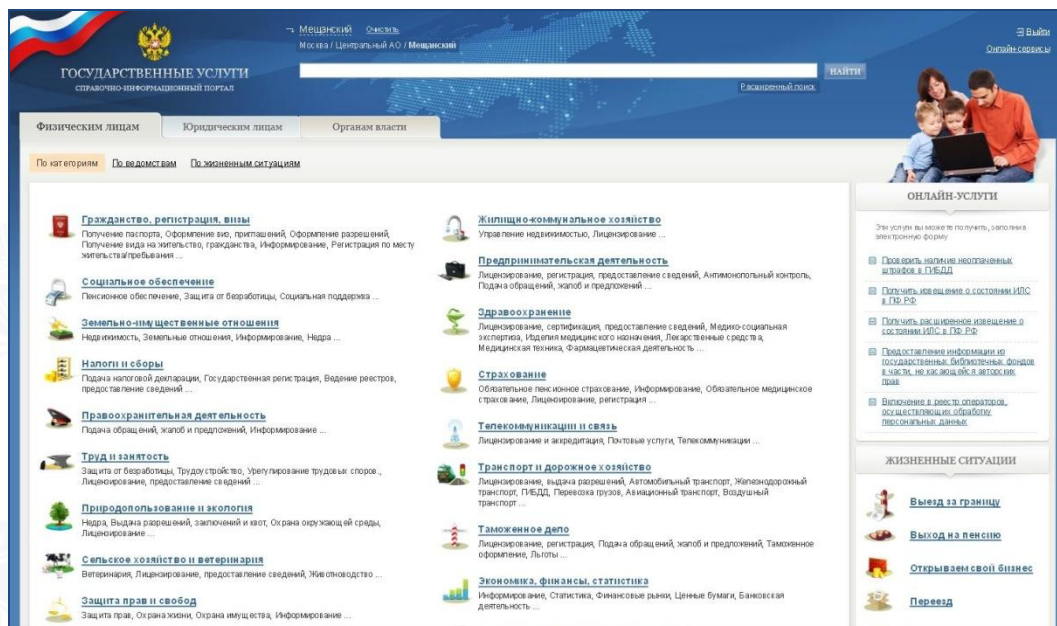 Мещанский Очистить
Москва / Центральный АО / Мещанский
Выйти
Онлайн-сервисы
ГОСУДАРСТВЕННЫЕ УСЛУГИ
СПРАВОЧНО-ИНФОРМАЦИОННЫЙ ПОРТАЛ
НАЙТИ
Расширенный поиск
Физическим лицам Юридическим лицам Органам власти
По категориям По ведомствам По жизненным ситуациям
Гражданство, регистрация, визы
Получение паспорта, Оформление виз, приглашений, Оформление разрешений,
Получение вида на жительство, гражданства, Информирование, Регистрация по месту
жительства/пребывания ...
Социальное обеспечение
Пенсионное обеспечение, Защита от безработицы, Социальная поддержка ...
Земельно-имущественные отношения
Недвижимость, Земельные отношения, Информирование, Недра ...
Налоги и сборы
Подача налоговой декларации, Государственная регистрация, Ведение реестров,
предоставление сведений ...
Правоохранительная деятельность
Подача обращений, жалоб и предложений, Информирование ...
Труд и занятость
Защита от безработицы, Трудоустройство, Урегулирование трудовых споров.,
Лицензирование, предоставление сведений ...
Природопользование и экология
Недра, Выдача разрешений, заключений и квот, Охрана окружающей среды,
Лицензирование ...
Сельское хозяйство и ветеринария
Ветеринария, Лицензирование, предоставление сведений, Животноводство ...
Защита прав и свобод
Защита прав, Охрана жизни, Охрана имущества, Информирование ...
Жилищно-коммунальное хозяйство
Управление недвижимостью, Лицензирование ...
Предпринимательская деятельность
Лицензирование, регистрация, предоставление сведений, Антимонопольный контроль,
Подача обращений, жалоб и предложений ...
Здравоохранение
Лицензирование, сертификация, предоставление сведений, Медико-социальная
экспертиза, Изделия медицинского назначения, Лекарственные средства,
Медицинская техника, Фармацевтическая деятельность ...
Страхование
Обязательное пенсионное страхование, Информирование, Обязательное медицинское
страхование, Лицензирование, регистрация ...
Телекоммуникации и связь
Лицензирование и аккредитация, Почтовые услуги, Телекоммуникации ...
Транспорт и дорожное хозяйство
Лицензирование, выдача разрешений, Автомобильный транспорт, Железнодорожный
транспорт, ГИБДД, Перевозка грузов, Авиационный транспорт, Воздушный
транспорт ...
Таможенное дело
Лицензирование, регистрация, Подача обращений, жалоб и предложений, Таможенное
оформление, Льготы ...
Экономика, финансы, статистика
Информирование, Статистика, Финансовые рынки, Ценные бумаги, Банковская
деятельность ...
ОНЛАЙН-УСЛУГИ
Эти услуги вы можете получить, заполнив
электронную форму
Проверить наличие неоплаченных
штрафов в ГИБДД
Получить извещение о состоянии ИЛС
в ПФ РФ
Получить расширенное извещение о
состоянии ИЛС в ПФ РФ
Предоставление информации из
государственных библиотечных фондов
в части, не касающейся авторских
прав
Включение в реестр операторов,
осуществляющих обработку
персональных данных
ЖИЗНЕННЫЕ СИТУАЦИИ
Выезд за границу
Выход на пенсию
Открываем свой бизнес
Переезд